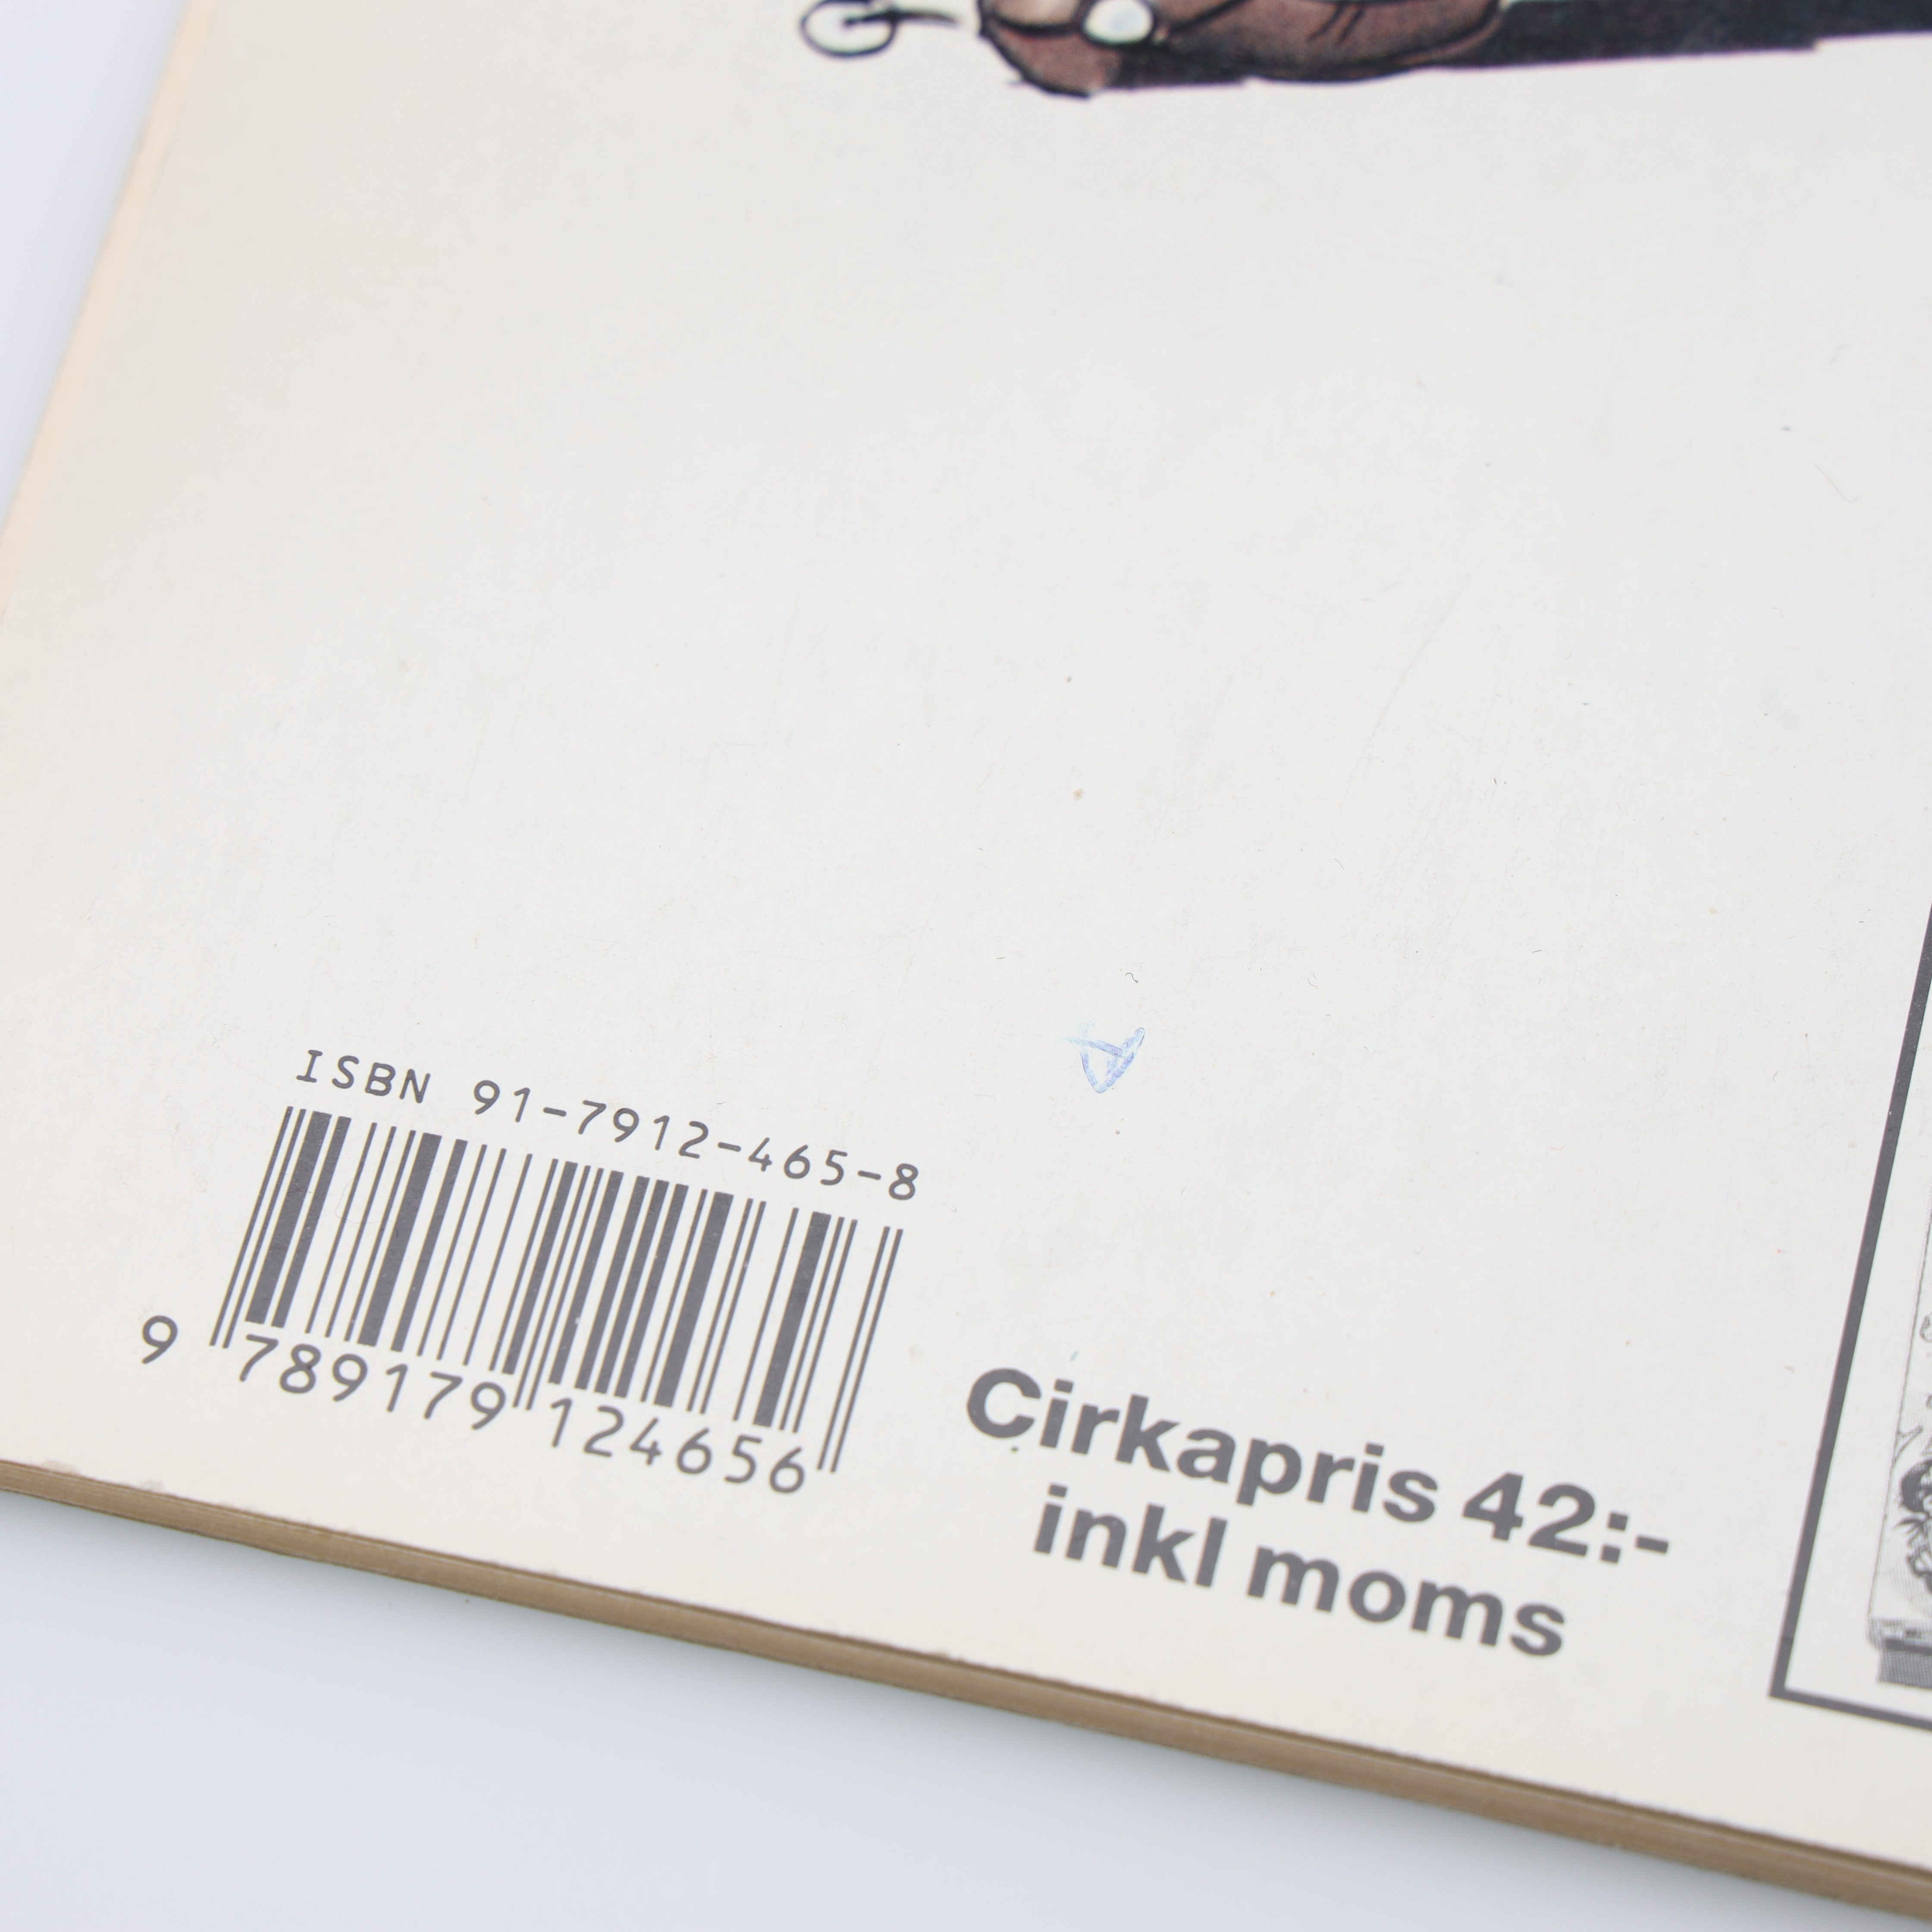 ISBN 91-7912-465-8
9 789179 124656
Cirkapris 42:-
inkl moms